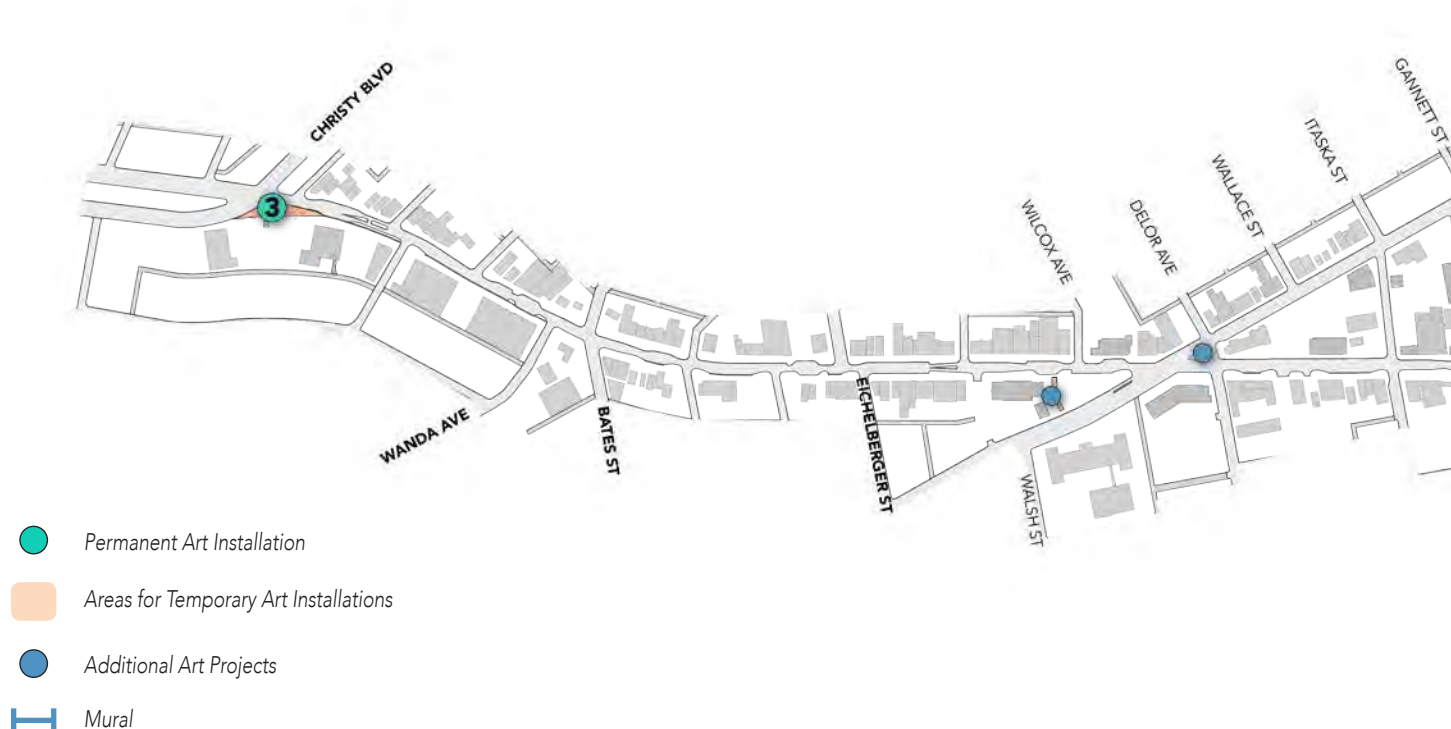 CHRISTY BLVD
GANNETT ST
ITASKA ST
WALLACE ST
DELOR AVE
WILCOX AVE
3
WANDA AVE
BATES ST
EICHELBERGER ST
WALSH ST
Permanent Art Installation
Areas for Temporary Art Installations
Additional Art Projects
Mural